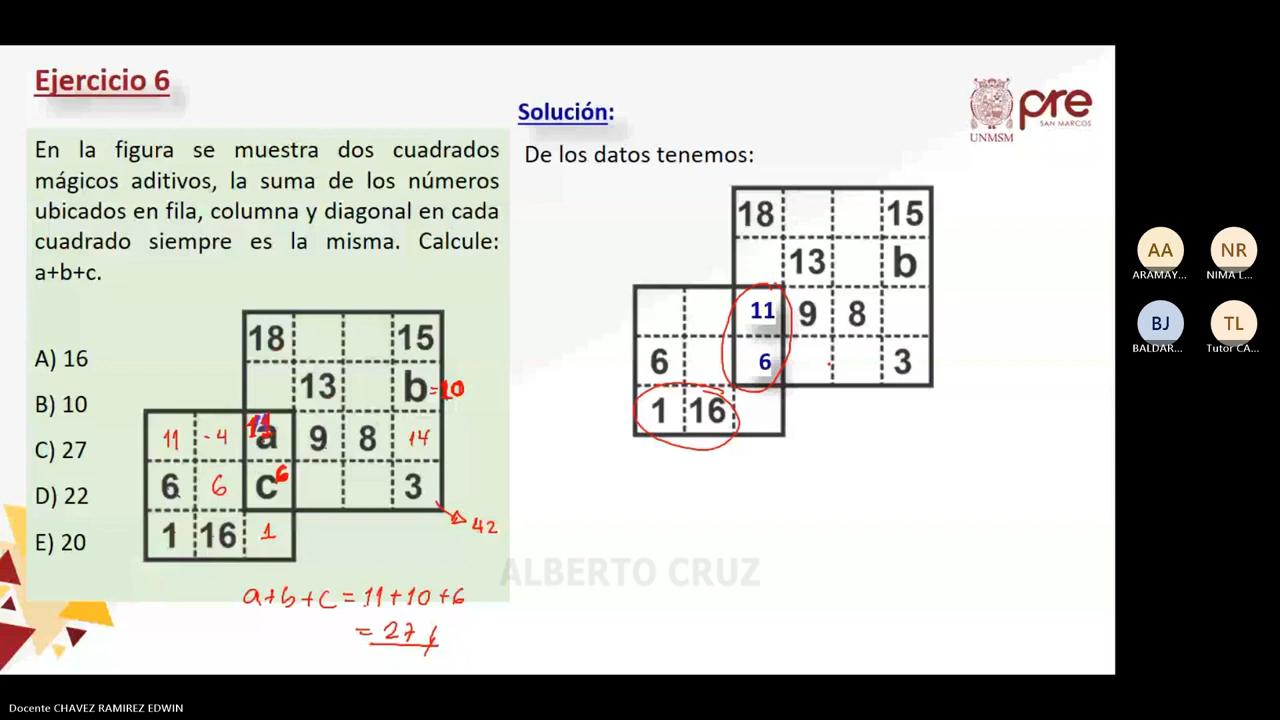 Ejercicio 6
En la figura se muestra dos cuadrados
mágicos aditivos, la suma de los números
ubicados en fila, columna y diagonal en cada
cuadrado siempre es la misma. Calcule:
a+b+c.
A) 16
B) 10
C) 27
D) 22
E) 20
18 15
13 b =10
11 -4 11 a 9 8 14
6 6 c 6 3
1 16 1
42
a+b+c = 11+10+6
= 27
Solución:
De los datos tenemos:
18 15
13 b
11 9 8
6 6 3
1 16
UNMSM
pre
SAN MARCOS
ALBERTO CRUZ
AA
ARAMAY...
NR
NIMA L...
BJ
BALDAR...
TL
Tutor CA...
Docente CHAVEZ RAMIREZ EDWIN